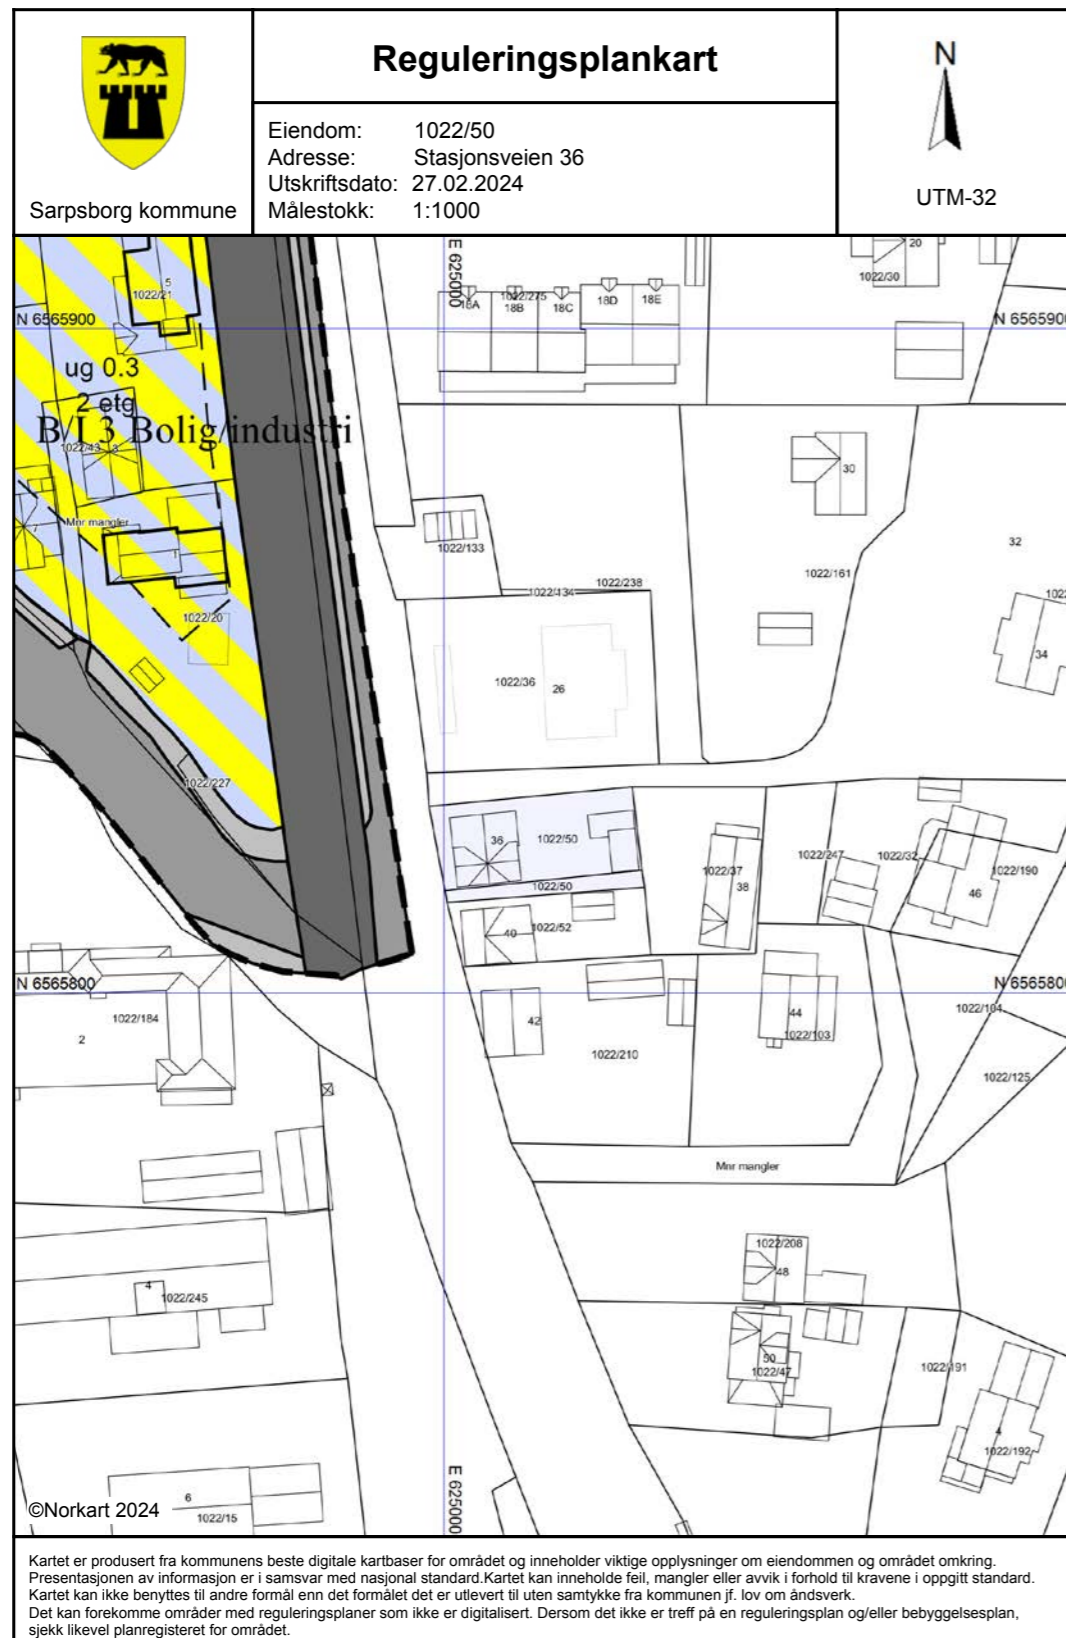 Reguleringsplankart
Eiendom: 1022/50
Adresse: Stasjonsveien 36
Utskriftsdato: 27.02.2024
Målestokk: 1:1000
Sarpsborg kommune
N
UTM-32
E 625000
20
1022/30
5
1022/21
1022/275
18A
18B
18C
18D
18E
N 6565900
N 6565900
ug 0.3
2 etg
B/I 3 Bolig/industri
1022/43
3
30
7
Mnr mangler
1
1022/133
32
1022/161
1022/238
1022/134
1022
1022/20
34
1022/36
26
1022/227
36
1022/50
1022/247
1022/32
1022/37
38
1022/190
46
1022/50
1022/52
40
N 6565800
N 6565800
1022/184
2
42
44
1022/103
1022/104
1022/210
1022/125
Mnr mangler
1022/208
48
4
1022/245
50
1022/47
1022/191
4
1022/192
E 625000
6
©Norkart 2024
1022/15
Kartet er produsert fra kommunens beste digitale kartbaser for området og inneholder viktige opplysninger om eiendommen og området omkring.
Presentasjonen av informasjon er i samsvar med nasjonal standard.Kartet kan inneholde feil, mangler eller avvik i forhold til kravene i oppgitt standard.
Kartet kan ikke benyttes til andre formål enn det formålet det er utlevert til uten samtykke fra kommunen jf. lov om åndsverk.
Det kan forekomme områder med reguleringsplaner som ikke er digitalisert. Dersom det ikke er treff på en reguleringsplan og/eller bebyggelsesplan,
sjekk likevel planregisteret for området.